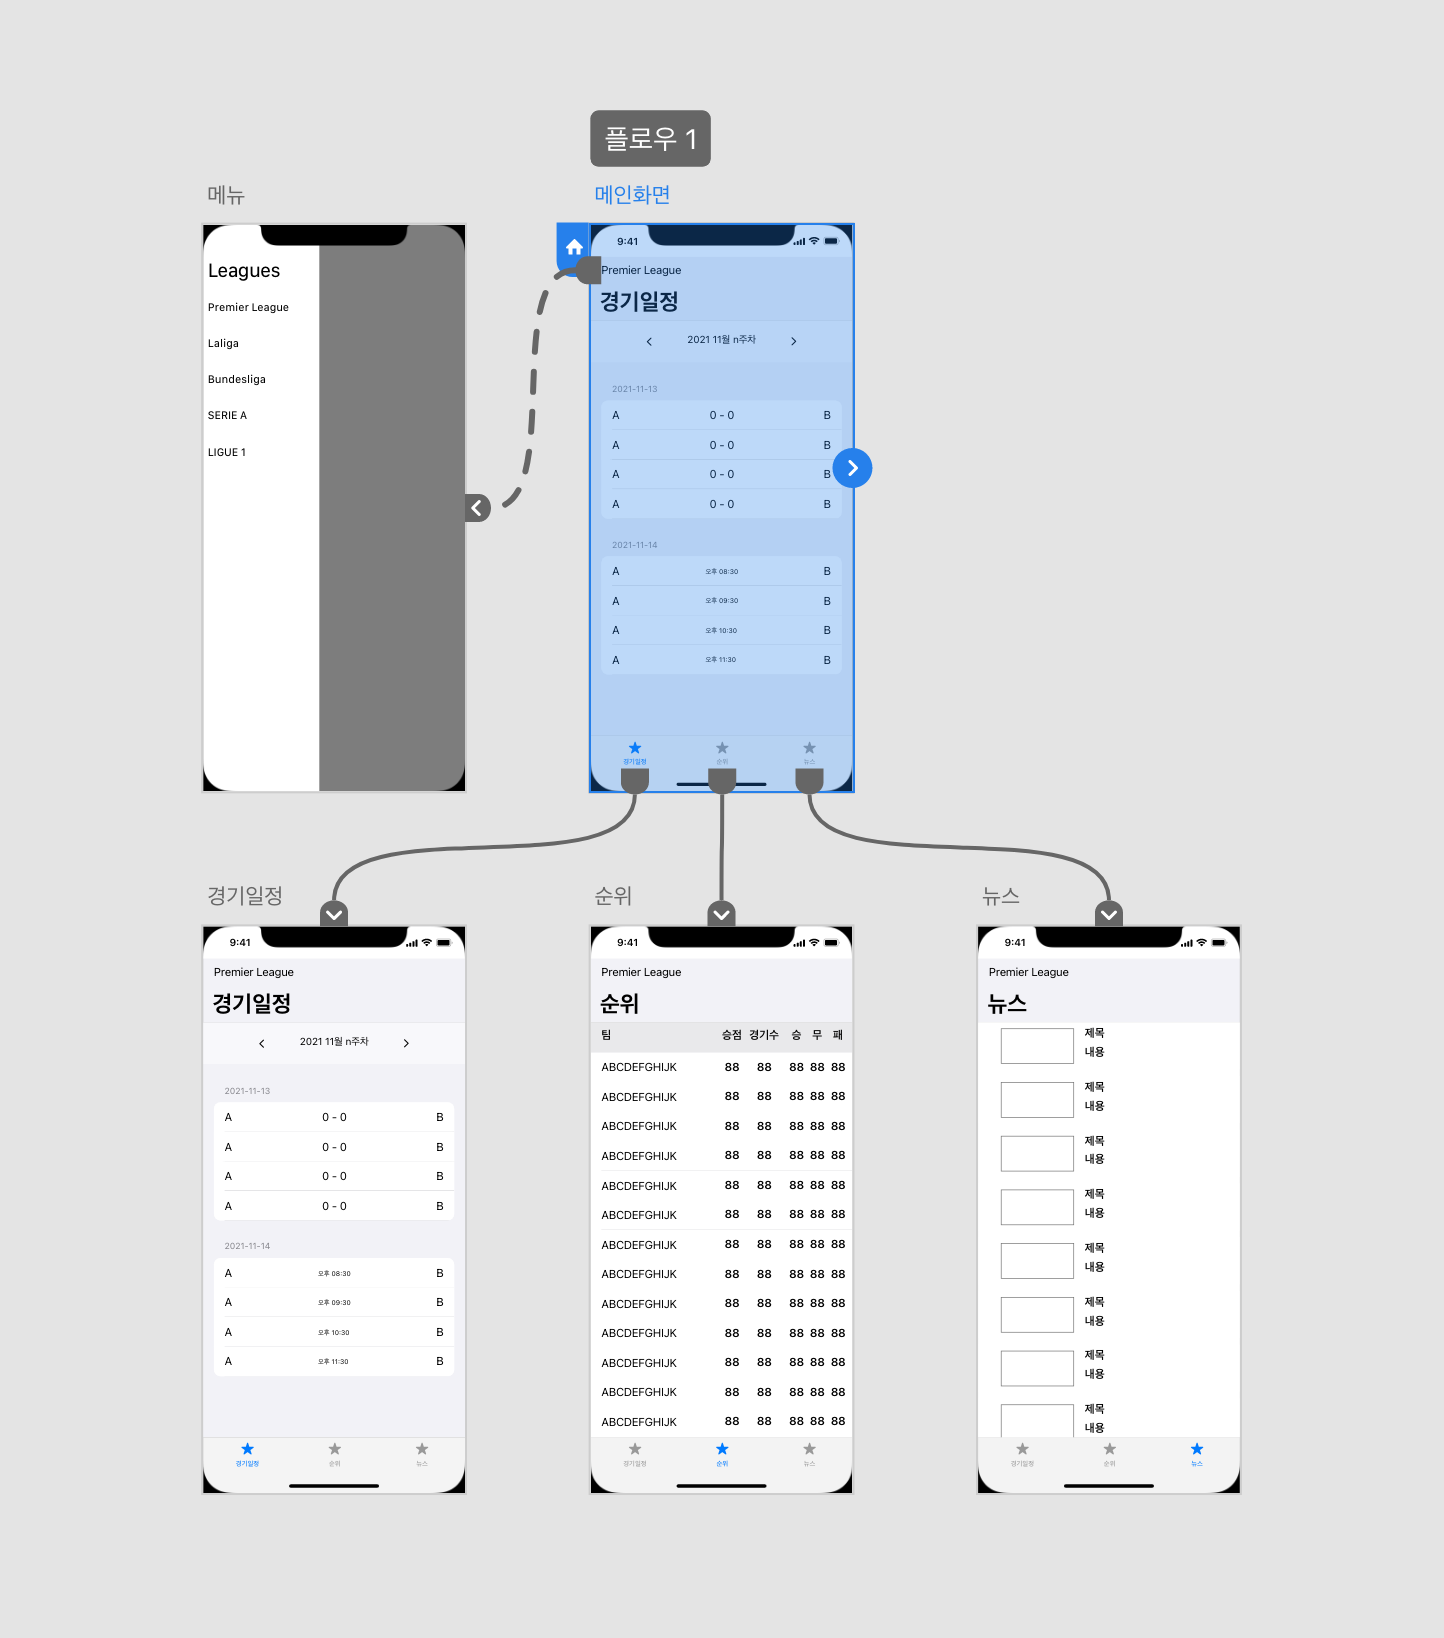 플로우 1
메뉴
Leagues
Premier League
Laliga
Bundesliga
SERIE A
LIGUE 1
메인화면
9:41
Premier League
경기일정
2021 11월 n주차
2021-11-13
A 0 - 0 B
A 0 - 0 B
A 0 - 0 B
A 0 - 0 B
2021-11-14
A 오후 08:30 B
A 오후 09:30 B
A 오후 10:30 B
A 오후 11:30 B
경기일정 순위 뉴스
경기일정
9:41
Premier League
경기일정
2021 11월 n주차
2021-11-13
A 0 - 0 B
A 0 - 0 B
A 0 - 0 B
A 0 - 0 B
2021-11-14
A 오후 08:30 B
A 오후 09:30 B
A 오후 10:30 B
A 오후 11:30 B
경기일정 순위 뉴스
순위
9:41
Premier League
순위
팀 승점 경기수 승 무 패
ABCDEFGHIJK 88 88 88 88 88
ABCDEFGHIJK 88 88 88 88 88
ABCDEFGHIJK 88 88 88 88 88
ABCDEFGHIJK 88 88 88 88 88
ABCDEFGHIJK 88 88 88 88 88
ABCDEFGHIJK 88 88 88 88 88
ABCDEFGHIJK 88 88 88 88 88
ABCDEFGHIJK 88 88 88 88 88
ABCDEFGHIJK 88 88 88 88 88
ABCDEFGHIJK 88 88 88 88 88
ABCDEFGHIJK 88 88 88 88 88
ABCDEFGHIJK 88 88 88 88 88
ABCDEFGHIJK 88 88 88 88 88
경기일정 순위 뉴스
뉴스
9:41
Premier League
뉴스
제목
내용
제목
내용
제목
내용
제목
내용
제목
내용
제목
내용
제목
내용
제목
내용
경기일정 순위 뉴스